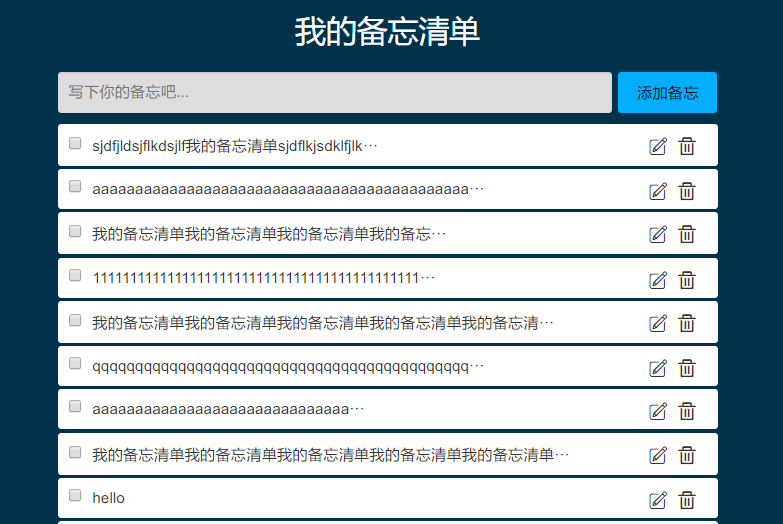 我的备忘清单
写下你的备忘吧...
添加备忘
sjdfjldsjflkdsjlf我的备忘清单sjdflkjsdklfjlk…
aaaaaaaaaaaaaaaaaaaaaaaaaaaaaaaaaaaaaaaaaaaa…
我的备忘清单我的备忘清单我的备忘清单我的备忘…
11111111111111111111111111111111111111111111…
我的备忘清单我的备忘清单我的备忘清单我的备忘清单我的备忘清…
qqqqqqqqqqqqqqqqqqqqqqqqqqqqqqqqqqqqqqqqqqqq…
aaaaaaaaaaaaaaaaaaaaaaaaaaaaaa…
我的备忘清单我的备忘清单我的备忘清单我的备忘清单我的备忘清单…
hello